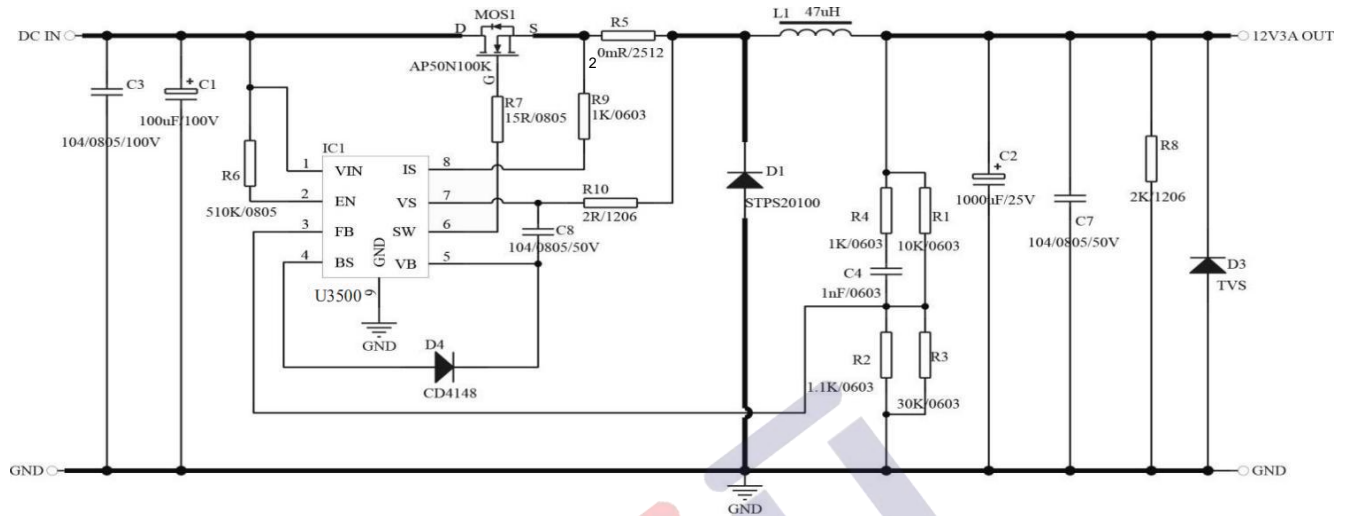 MOS1
L1 47uH
DC IN
D
S
R5
12V3A OUT
0mR/2512
2
AP50N100K
G
C3
C1
+
R7
15R/0805
R9
1K/0603
100uF/100V
104/0805/100V
IC1
1
VIN
IS
8
R6
2
EN
VS
7
R10
D1
STPS20100
C2
+
R8
510K/0805
2R/1206
1000uF/25V
2K/1206
3
FB
SW
6
C8
R4
R1
C7
104/0805/50V
1K/0603
10K/0603
104/0805/50V
4
BS
GND
VB
5
C4
D3
TVS
U3500
9
1nF/0603
GND
D4
CD4148
R2
R3
1.1K/0603
30K/0603
GND
GND
GND